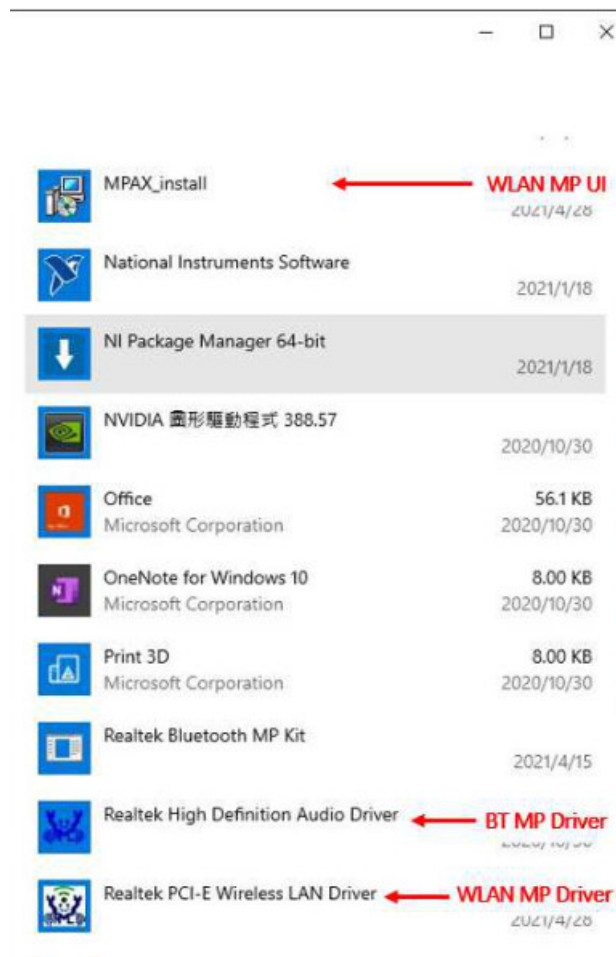 MPAX_install
WLAN MP UI
2021/4/28
National Instruments Software
2021/1/18
NI Package Manager 64-bit
2021/1/18
NVIDIA 圖形驅動程式 388.57
2020/10/30
Office
56.1 KB
Microsoft Corporation
2020/10/30
OneNote for Windows 10
8.00 KB
Microsoft Corporation
2020/10/30
Print 3D
8.00 KB
Microsoft Corporation
2020/10/30
Realtek Bluetooth MP Kit
2021/4/15
Realtek High Definition Audio Driver
BT MP Driver
Realtek PCI-E Wireless LAN Driver
WLAN MP Driver
2021/4/28